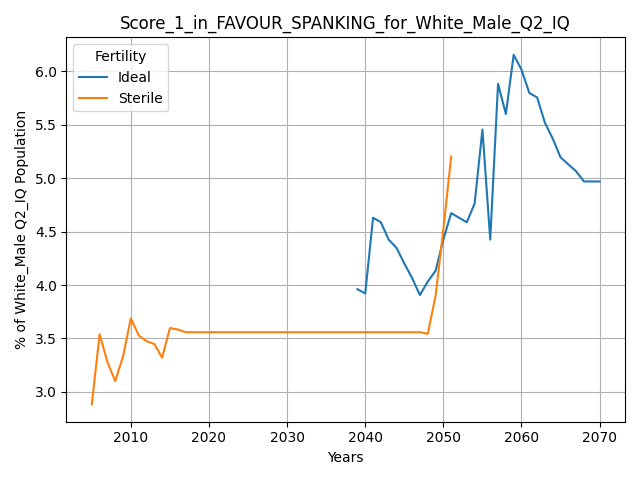 Score_1_in_FAVOUR_SPANKING_for_White_Male_Q2_IQ
Fertility
Ideal
Sterile
% of White_Male Q2_IQ Population
6.0
5.5
5.0
4.5
4.0
3.5
3.0
2010 2020 2030 2040 2050 2060 2070
Years